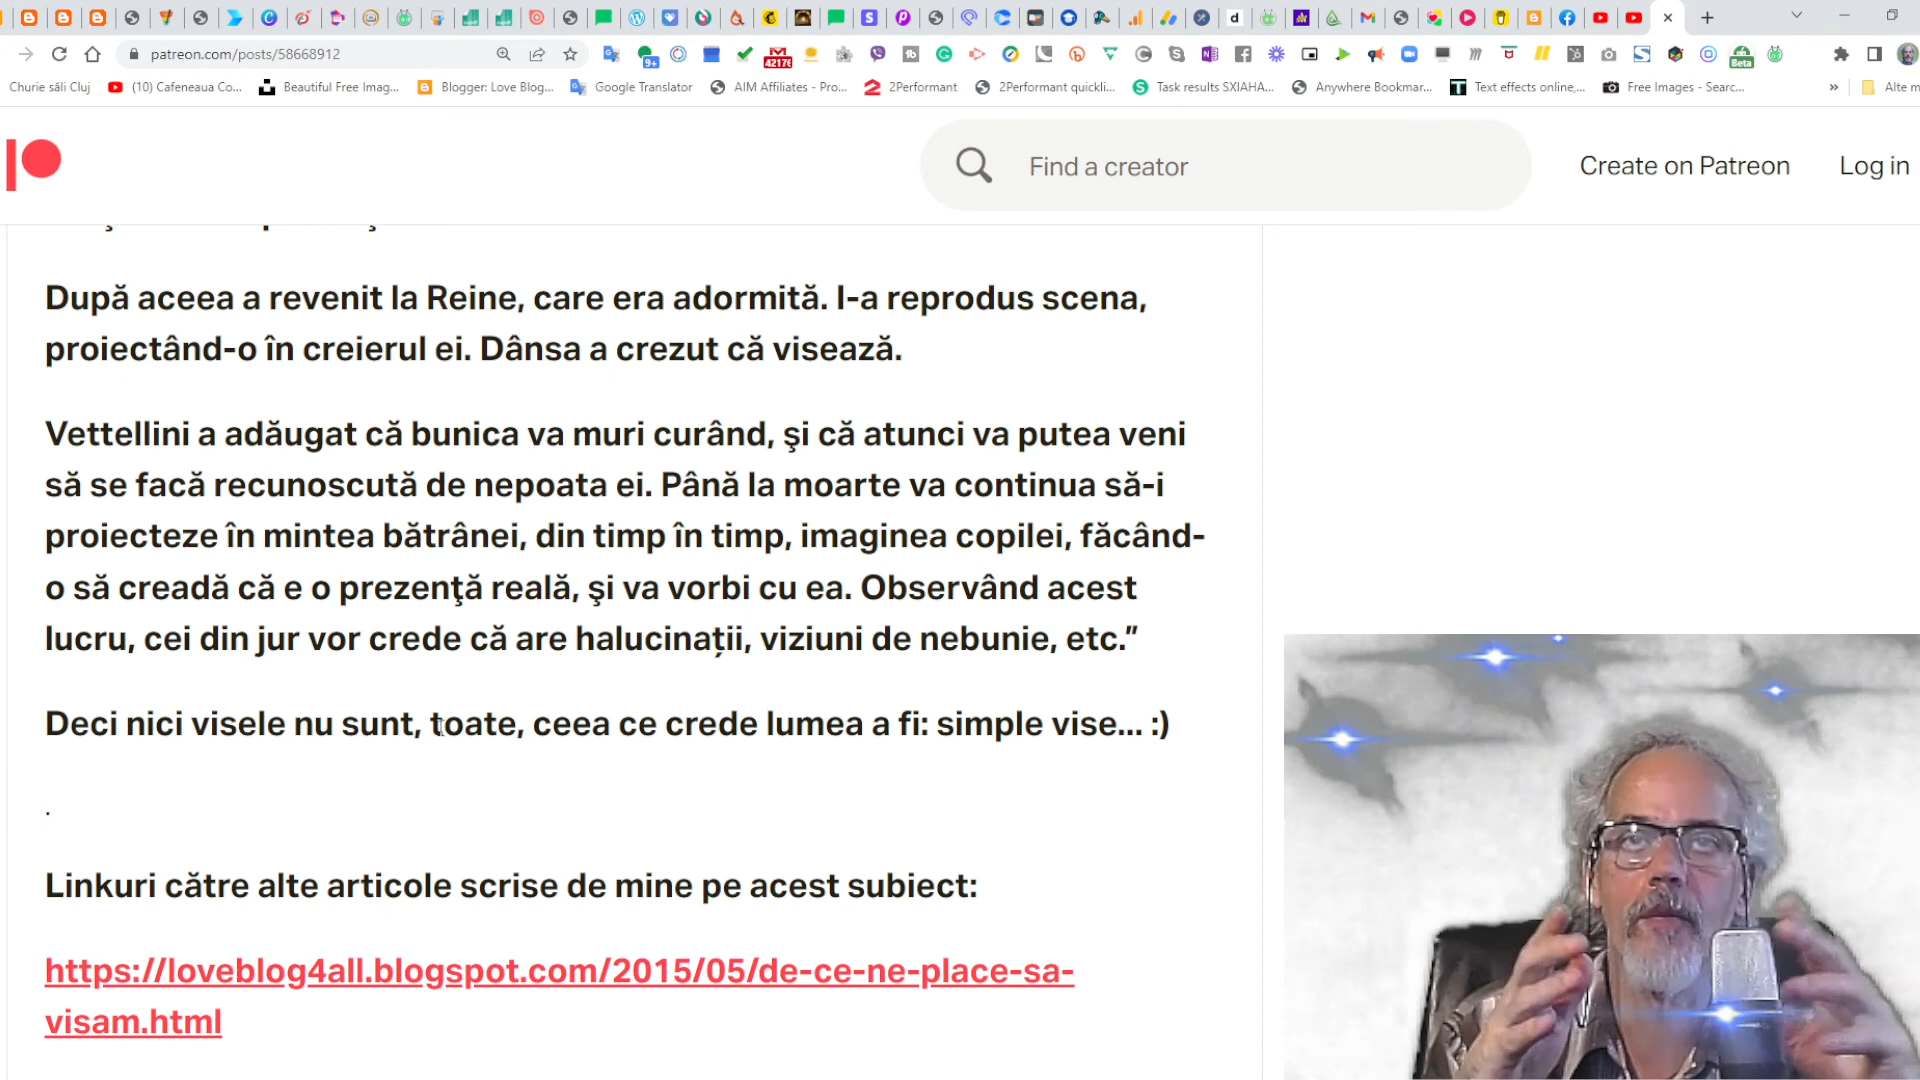 patreon.com/posts/58668912
9+
42176
Beta
Churie săli Cluj
(10) Cafeneaua Co...
Beautiful Free Imag...
Blogger: Love Blog...
Google Translator
AIM Affiliates - Pro...
2Performant
2Performant quickli...
Task results SXIAHA...
Anywhere Bookmar...
Text effects online,...
Free Images - Searc...
»
Alte m
Find a creator
Create on Patreon
Log in
După aceea a revenit la Reine, care era adormită. I-a reprodus scena,
proiectând-o în creierul ei. Dânsa a crezut că visează.
Vettellini a adăugat că bunica va muri curând, şi că atunci va putea veni
să se facă recunoscută de nepoata ei. Până la moarte va continua să-i
proiecteze în mintea bătrânei, din timp în timp, imaginea copilei, făcând-
o să creadă că e o prezenţă reală, şi va vorbi cu ea. Observând acest
lucru, cei din jur vor crede că are halucinații, viziuni de nebunie, etc.”
Deci nici visele nu sunt, toate, ceea ce crede lumea a fi: simple vise... :)
.
Linkuri către alte articole scrise de mine pe acest subiect:
https://loveblog4all.blogspot.com/2015/05/de-ce-ne-place-sa-
visam.html